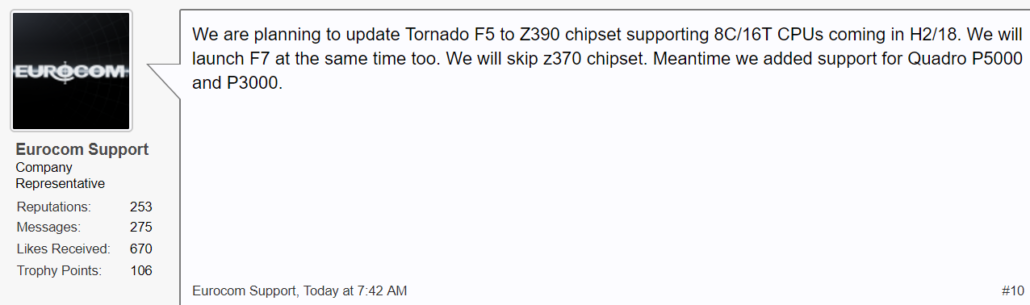 EUROCOM
Eurocom Support
Company
Representative
Reputations: 253
Messages: 275
Likes Received: 670
Trophy Points: 106
We are planning to update Tornado F5 to Z390 chipset supporting 8C/16T CPUs coming in H2/18. We will
launch F7 at the same time too. We will skip z370 chipset. Meantime we added support for Quadro P5000
and P3000.
Eurocom Support, Today at 7:42 AM #10